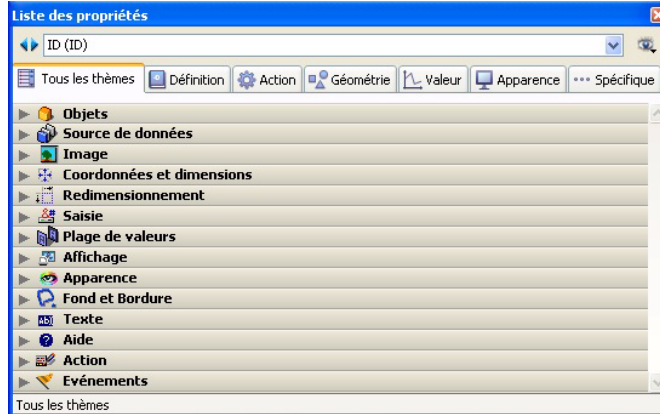 Liste des propriétés
ID (ID)
Tous les thèmes Définition Action Géométrie Valeur Apparence Spécifique
Objets
Source de données
Image
Coordonnées et dimensions
Redimensionnement
Saisie
Plage de valeurs
Affichage
Apparence
Fond et Bordure
Texte
Aide
Action
Evénements
Tous les thèmes